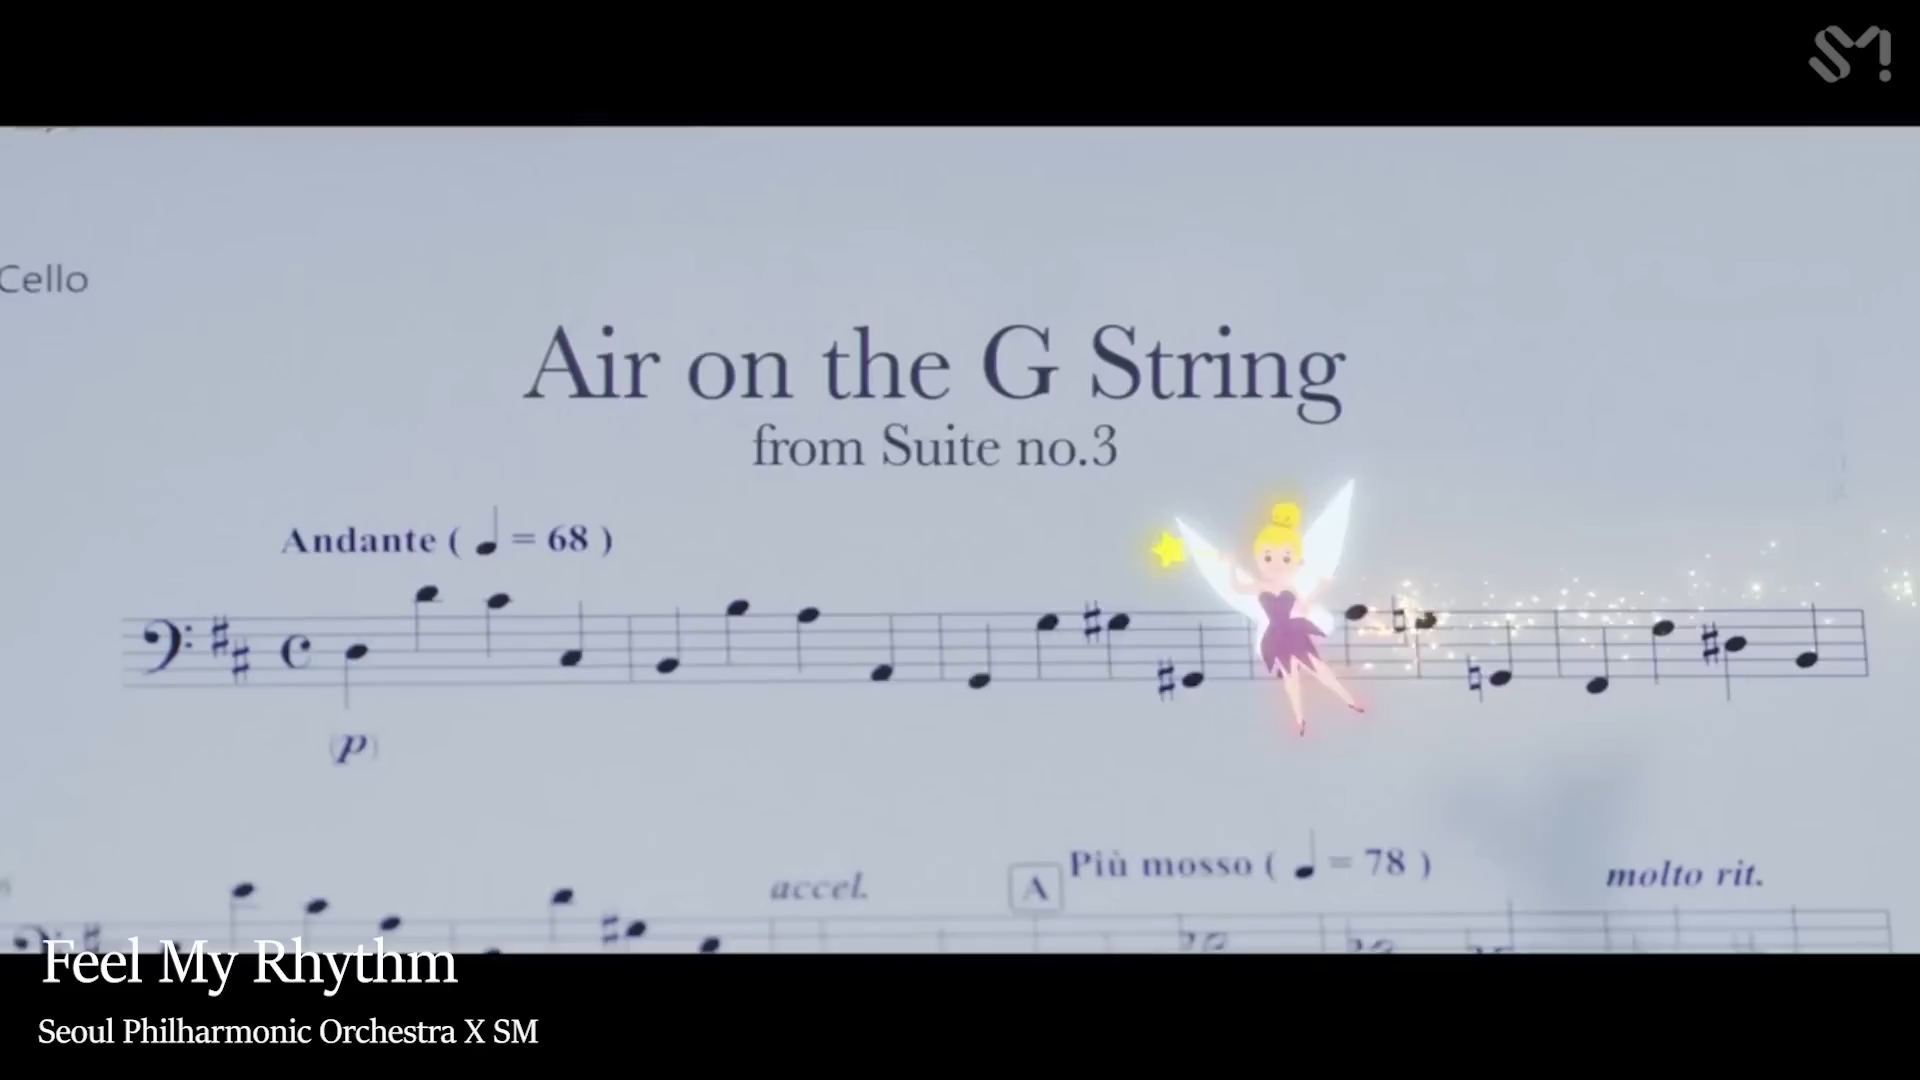 SM!
Cello
Air on the G String
from Suite no.3
Andante ( ♩ = 68 )
(p)
accel.
A
Più mosso ( ♩ = 78 )
molto rit.
Feel My Rhythm
Seoul Philharmonic Orchestra X SM